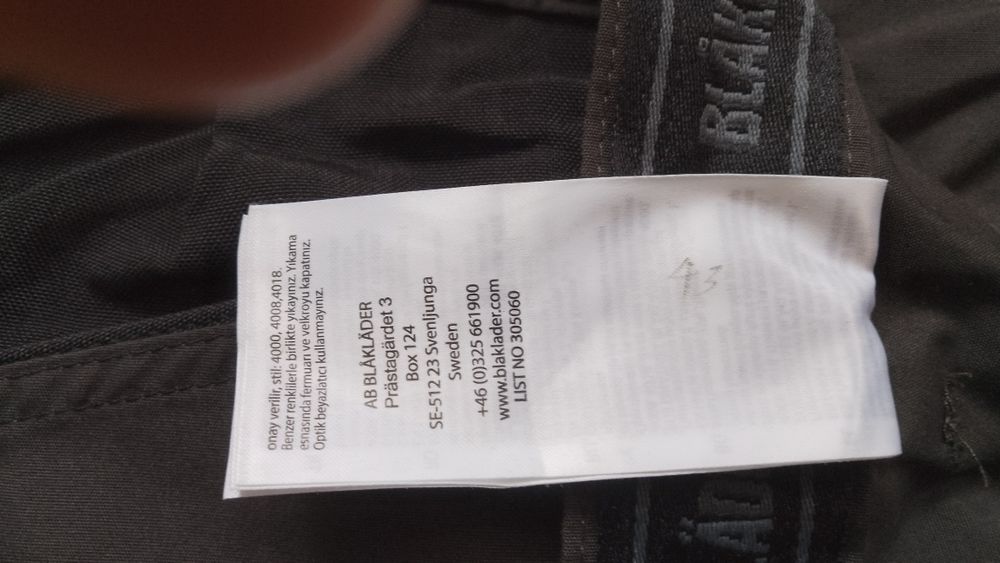 onay verilir, stil: 4000, 4008,4018.
Benzer renklilerle birlikte yıkayınız. Yıkama
esnasında fermuarı ve velkroyu kapatınız.
Optik beyazlatıcı kullanmayınız.
AB BLÅKLÄDER
Prästagärdet 3
Box 124
SE-512 23 Svenljunga
Sweden
+46 (0)325 661900
www.blaklader.com
LIST NO 305060
BLÅK
ÄD